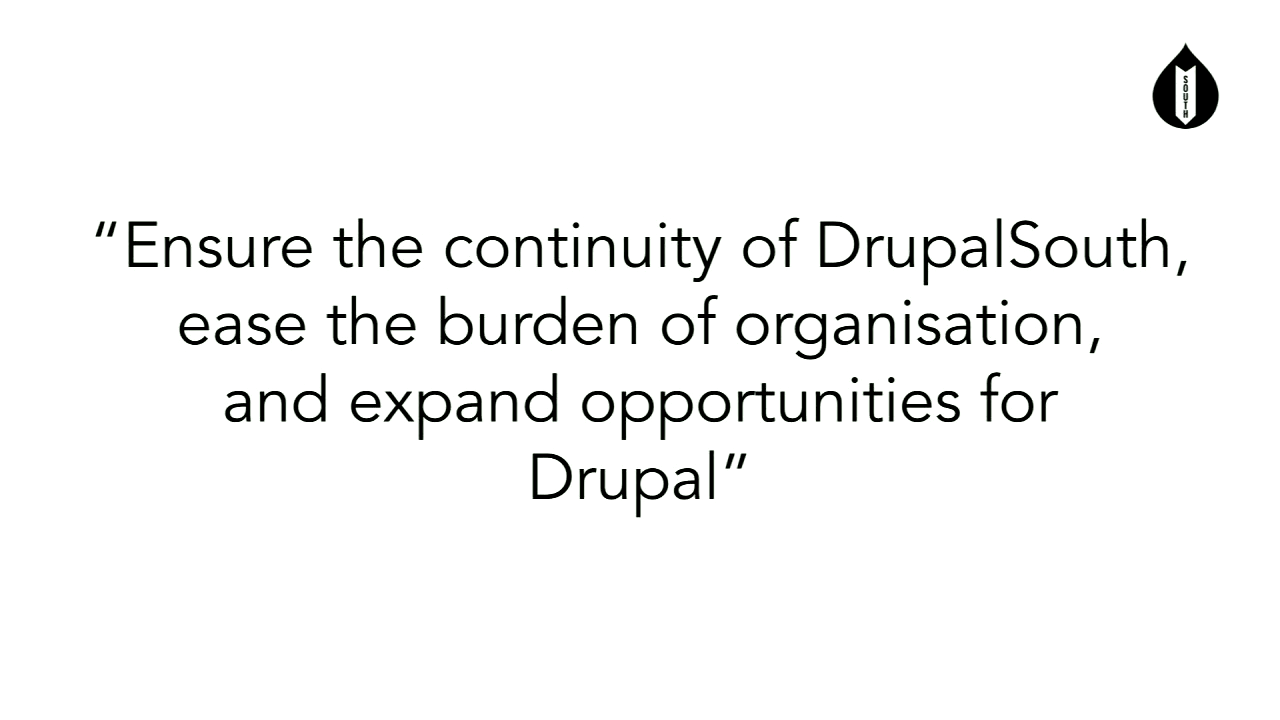 SOUTH
“Ensure the continuity of DrupalSouth,
ease the burden of organisation,
and expand opportunities for
Drupal”